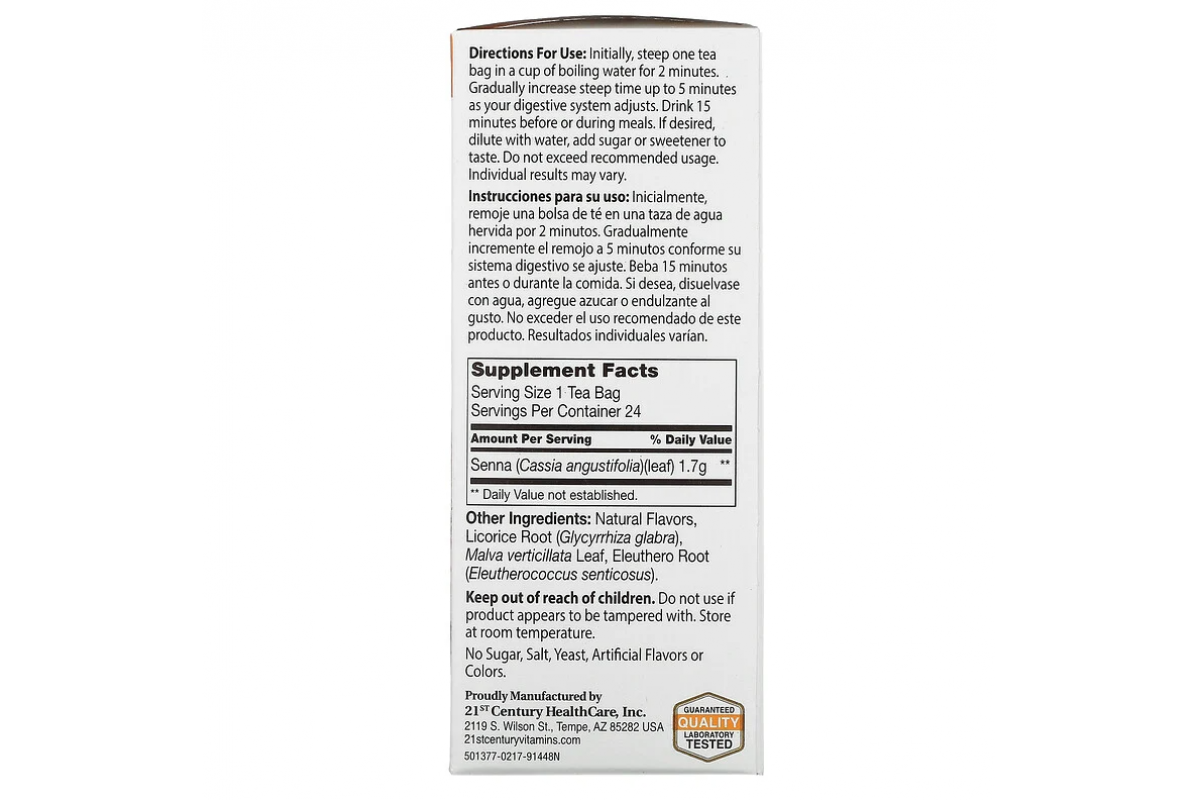 Directions For Use: Initially, steep one tea
bag in a cup of boiling water for 2 minutes.
Gradually increase steep time up to 5 minutes
as your digestive system adjusts. Drink 15
minutes before or during meals. If desired,
dilute with water, add sugar or sweetener to
taste. Do not exceed recommended usage.
Individual results may vary.
Instrucciones para su uso: Inicialmente,
remoje una bolsa de té en una taza de agua
hervida por 2 minutos. Gradualmente
incremente el remojo a 5 minutos conforme su
sistema digestivo se ajuste. Beba 15 minutos
antes o durante la comida. Si desea, disuelvase
con agua, agregue azucar o endulzante al
gusto. No exceder el uso recomendado de este
producto. Resultados individuales varían.
Supplement Facts
Serving Size 1 Tea Bag
Servings Per Container 24
Amount Per Serving % Daily Value
Senna (Cassia angustifolia)(leaf) 1.7g **
** Daily Value not established.
Other Ingredients: Natural Flavors,
Licorice Root (Glycyrrhiza glabra),
Malva verticillata Leaf, Eleuthero Root
(Eleutherococcus senticosus).
Keep out of reach of children. Do not use if
product appears to be tampered with. Store
at room temperature.
No Sugar, Salt, Yeast, Artificial Flavors or
Colors.
Proudly Manufactured by
21ST Century HealthCare, Inc.
2119 S. Wilson St., Tempe, AZ 85282 USA
21stcenturyvitamins.com
501377-0217-91448N
GUARANTEED
QUALITY
LABORATORY
TESTED